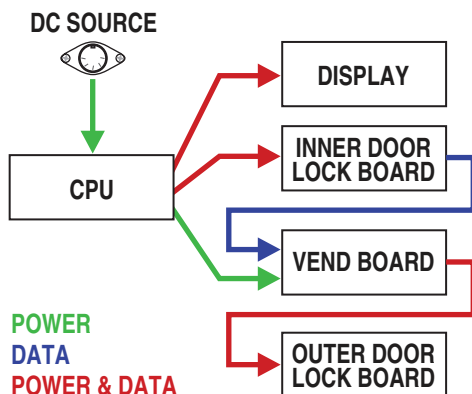 DC SOURCE
DISPLAY
INNER DOOR
LOCK BOARD
CPU
VEND BOARD
POWER
DATA
POWER & DATA
OUTER DOOR
LOCK BOARD